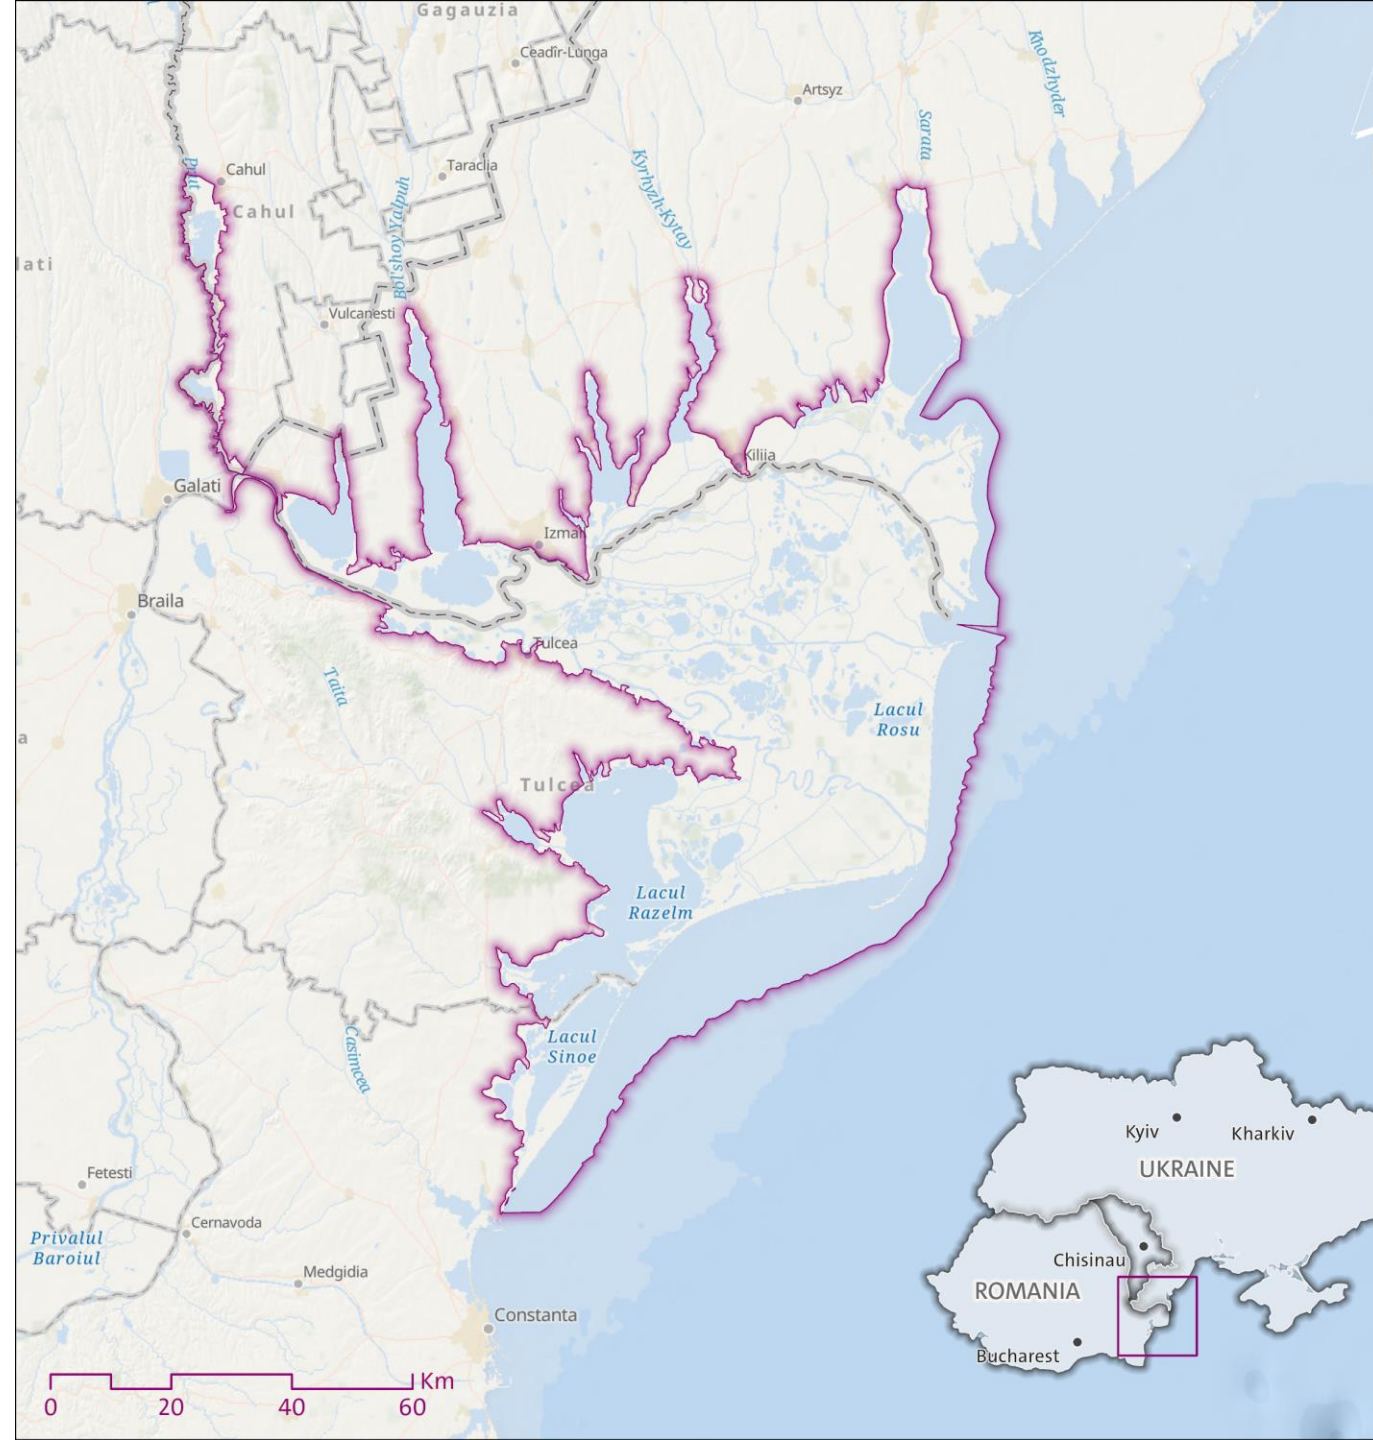 Gagauzia
Ceadîr-Lunga
Khodzhyder
Artsyz
Sarata
Prut
Cahul
Taraclia
Kyrhyzh-Kytay
Cahul
Bol'shoy Yalpuh
lati
Vulcanesti
Kiliia
Galati
Izmail
Braila
Tulcea
Taita
Lacul
Rosu
a
Tulcea
Lacul
Razelm
Casimcea
Lacul
Sinoe
Kyiv
Kharkiv
UKRAINE
Fetesti
Cernavoda
Privalul
Baroiul
Chisinau
Medgidia
ROMANIA
Constanta
Bucharest
Km
0 20 40 60